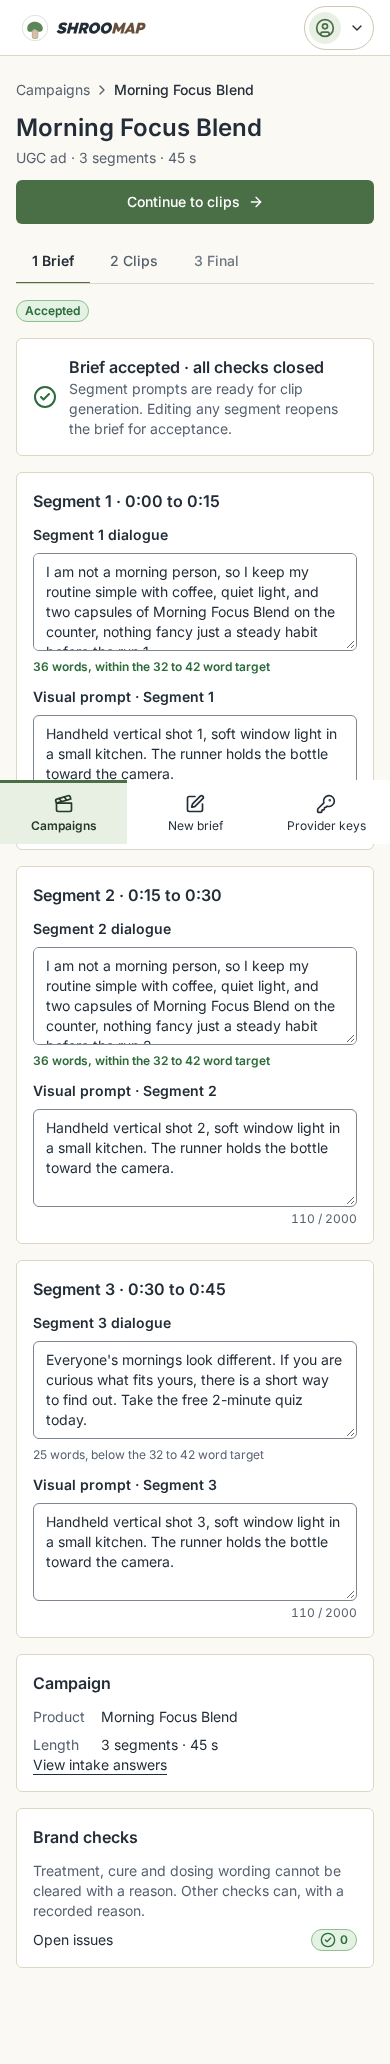 SHROOMAP
Campaigns > Morning Focus Blend
Morning Focus Blend
UGC ad · 3 segments · 45 s
Continue to clips →
1 Brief 2 Clips 3 Final
Accepted
Brief accepted · all checks closed
Segment prompts are ready for clip
generation. Editing any segment reopens
the brief for acceptance.
Segment 1 · 0:00 to 0:15
Segment 1 dialogue
I am not a morning person, so I keep my
routine simple with coffee, quiet light, and
two capsules of Morning Focus Blend on the
counter, nothing fancy just a steady habit
36 words, within the 32 to 42 word target
Visual prompt · Segment 1
Handheld vertical shot 1, soft window light in
a small kitchen. The runner holds the bottle
toward the camera.
Campaigns New brief Provider keys
Segment 2 · 0:15 to 0:30
Segment 2 dialogue
I am not a morning person, so I keep my
routine simple with coffee, quiet light, and
two capsules of Morning Focus Blend on the
counter, nothing fancy just a steady habit
36 words, within the 32 to 42 word target
Visual prompt · Segment 2
Handheld vertical shot 2, soft window light in
a small kitchen. The runner holds the bottle
toward the camera.
110 / 2000
Segment 3 · 0:30 to 0:45
Segment 3 dialogue
Everyone's mornings look different. If you are
curious what fits yours, there is a short way
to find out. Take the free 2-minute quiz
today.
25 words, below the 32 to 42 word target
Visual prompt · Segment 3
Handheld vertical shot 3, soft window light in
a small kitchen. The runner holds the bottle
toward the camera.
110 / 2000
Campaign
Product Morning Focus Blend
Length 3 segments · 45 s
View intake answers
Brand checks
Treatment, cure and dosing wording cannot be
cleared with a reason. Other checks can, with a
recorded reason.
Open issues 0